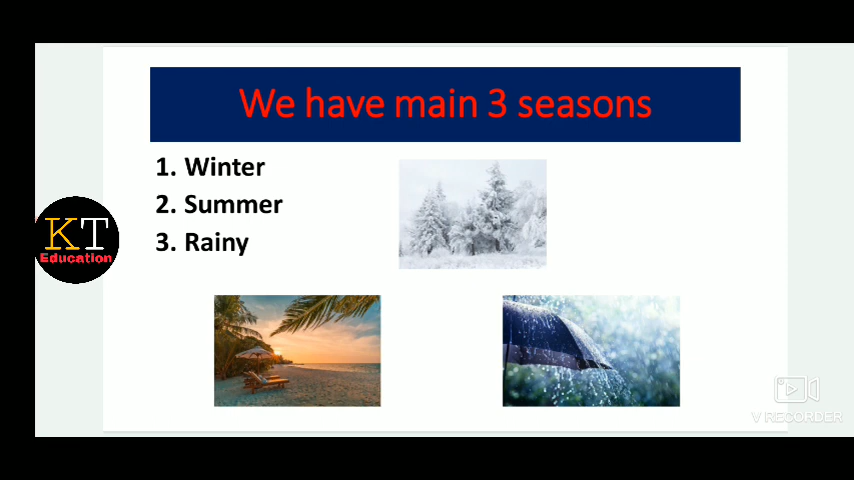 We have main 3 seasons
1. Winter
2. Summer
3. Rainy
KT
Education
V RECORDER